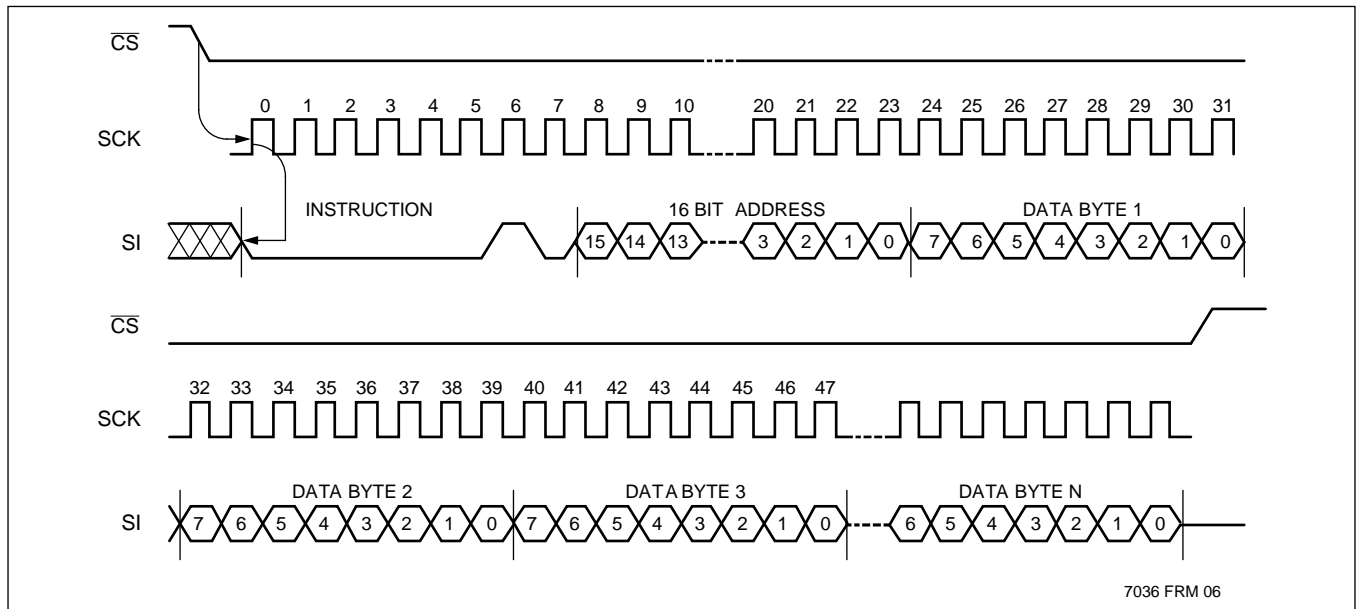 CS
0 1 2 3 4 5 6 7 8 9 10 20 21 22 23 24 25 26 27 28 29 30 31
SCK
INSTRUCTION 16 BIT ADDRESS DATA BYTE 1
SI 15 14 13 3 2 1 0 7 6 5 4 3 2 1 0
CS
32 33 34 35 36 37 38 39 40 41 42 43 44 45 46 47
SCK
DATA BYTE 2 DATA BYTE 3 DATA BYTE N
SI 7 6 5 4 3 2 1 0 7 6 5 4 3 2 1 0 6 5 4 3 2 1 0
7036 FRM 06